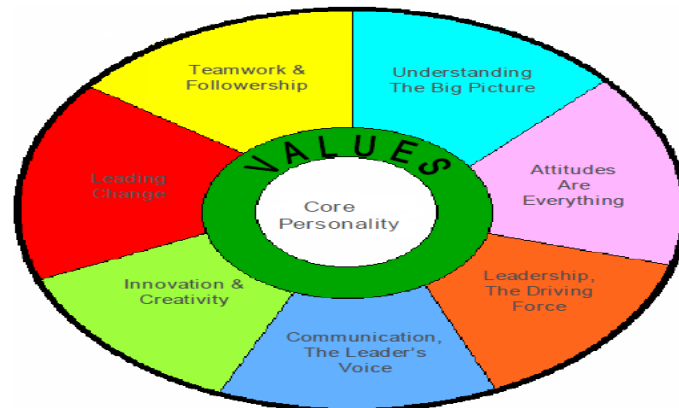 Teamwork &
Followership
Understanding
The Big Picture
Attitudes
Are
Everything
Leadership,
The Driving
Force
Communication,
The Leader's
Voice
Innovation &
Creativity
Leading
Change
VALUES
Core
Personality